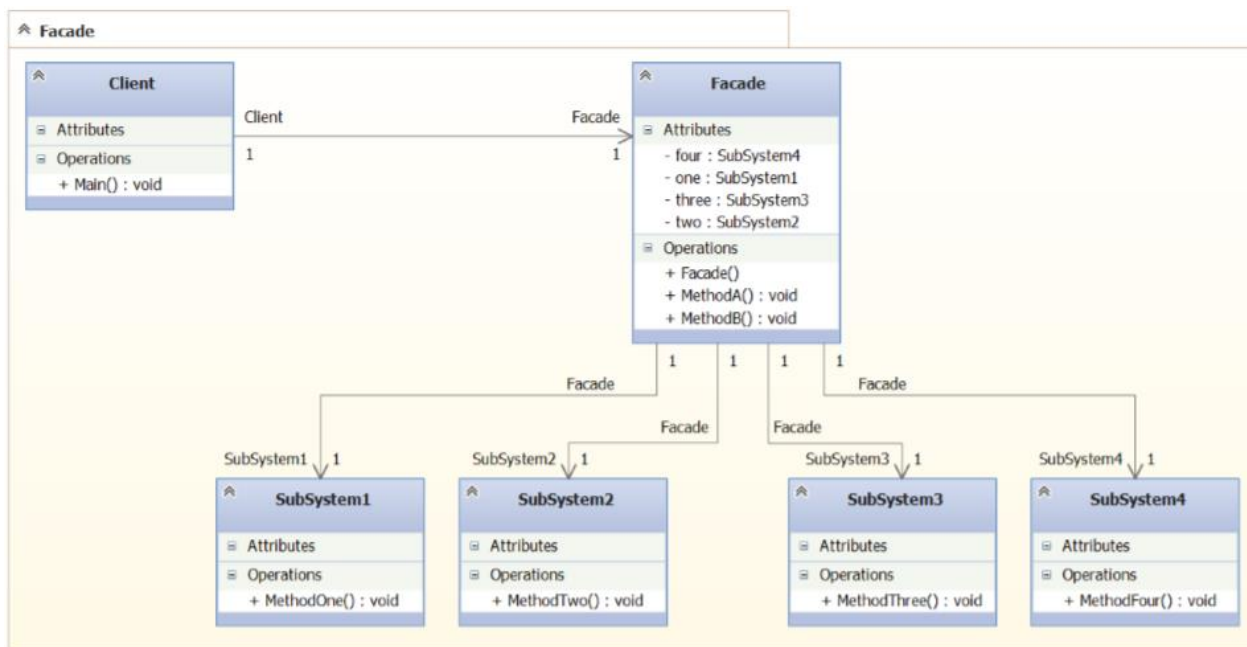 Facade
Client
Attributes
Operations
+ Main() : void
Client
1
Facade
1
Facade
Attributes
- four : SubSystem4
- one : SubSystem1
- three : SubSystem3
- two : SubSystem2
Operations
+ Facade()
+ MethodA() : void
+ MethodB() : void
1
1
1
1
Facade
Facade
Facade
Facade
SubSystem1
1
SubSystem2
1
SubSystem3
1
SubSystem4
1
SubSystem1
Attributes
Operations
+ MethodOne() : void
SubSystem2
Attributes
Operations
+ MethodTwo() : void
SubSystem3
Attributes
Operations
+ MethodThree() : void
SubSystem4
Attributes
Operations
+ MethodFour() : void